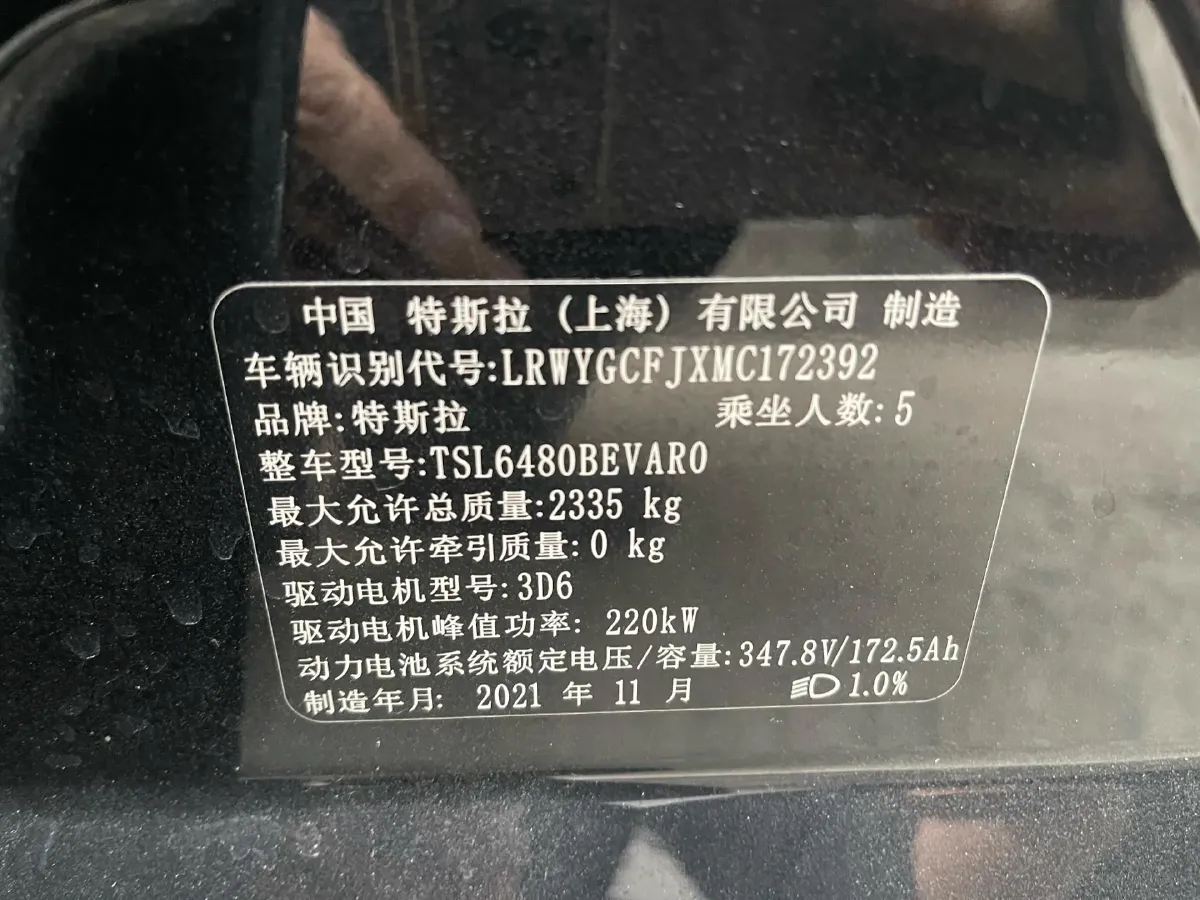 中国 特斯拉（上海）有限公司 制造
车辆识别代号:LRWYGCFJXMC172392
品牌:特斯拉 乘坐人数:5
整车型号:TSL6480BEVAR0
最大允许总质量:2335 kg
最大允许牵引质量:0 kg
驱动电机型号:3D6
驱动电机峰值功率: 220kW
动力电池系统额定电压/容量:347.8V/172.5Ah
制造年月: 2021 年 11 月 1.0%